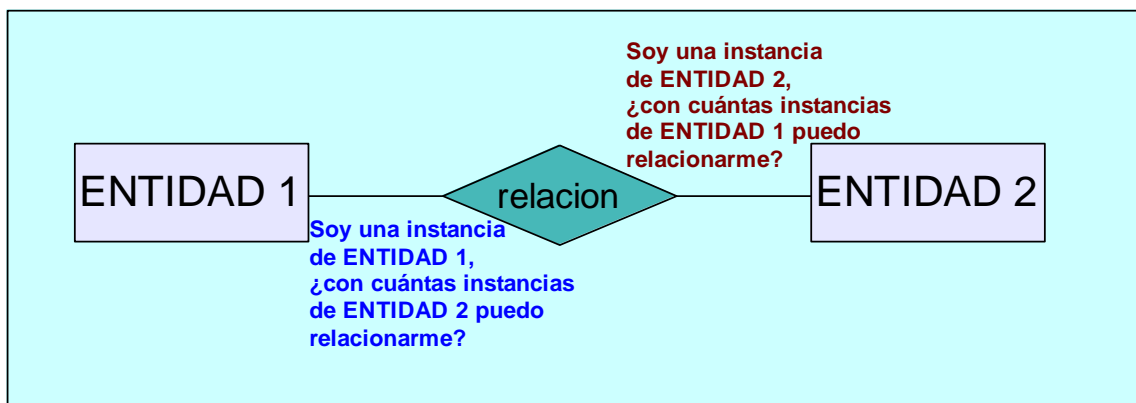 Soy una instancia
de ENTIDAD 2,
¿con cuántas instancias
de ENTIDAD 1 puedo
relacionarme?
ENTIDAD 1
relacion
ENTIDAD 2
Soy una instancia
de ENTIDAD 1,
¿con cuántas instancias
de ENTIDAD 2 puedo
relacionarme?